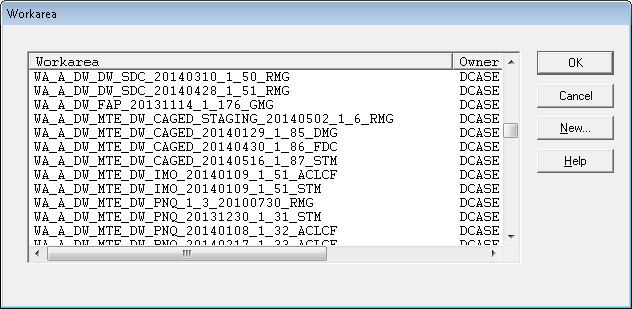 Workarea
Workarea Owner
WA_A_DW_DW_SDC_20140310_1_50_RMG DCASE
WA_A_DW_DW_SDC_20140428_1_51_RMG DCASE
WA_A_DW_FAP_20131114_1_176_GMG DCASE
WA_A_DW_MTE_DW_CAGED_STAGING_20140502_1_6_RMG DCASE
WA_A_DW_MTE_DW_CAGED_20140129_1_85_DMG DCASE
WA_A_DW_MTE_DW_CAGED_20140430_1_86_FDC DCASE
WA_A_DW_MTE_DW_CAGED_20140516_1_87_STM DCASE
WA_A_DW_MTE_DW_IMO_20140109_1_51_ACLCF DCASE
WA_A_DW_MTE_DW_IMO_20140109_1_51_STM DCASE
WA_A_DW_MTE_DW_PNQ_1_3_20100730_RMG DCASE
WA_A_DW_MTE_DW_PNQ_20131230_1_31_STM DCASE
WA_A_DW_MTE_DW_PNQ_20140108_1_32_ACLCF DCASE
WA_A_DW_MTE_DW_PNQ_20140217_1_33_ACLCF DCASE
OK
Cancel
New...
Help